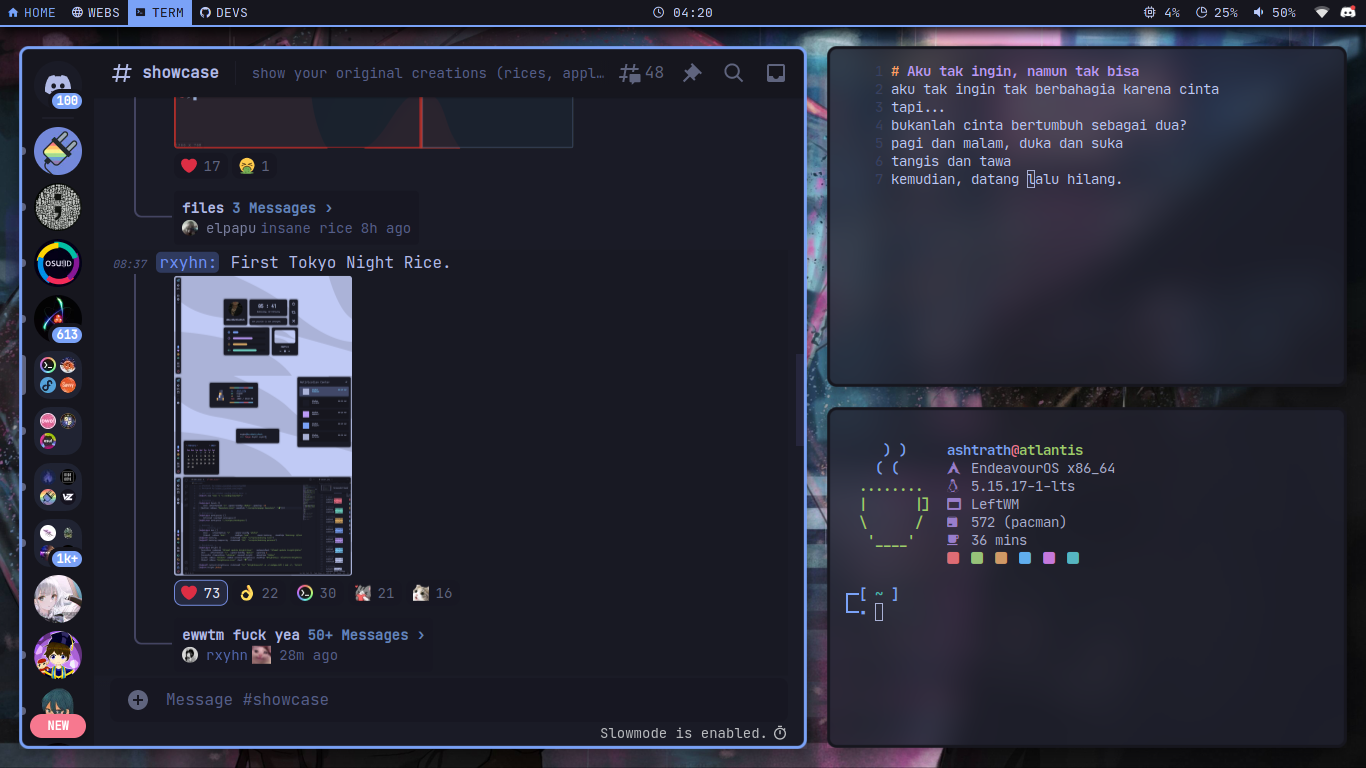 HOME WEBS TERM DEVS
04:20
4% 25% 50%
100
613
1k+
NEW
showcase show your original creations (rices, appl… 48
17 1
files 3 Messages ›
elpapu insane rice 8h ago
08:37 rxyhn: First Tokyo Night Rice.
73 22 30 21 16
ewwtm fuck yea 50+ Messages ›
rxyhn 28m ago
Message #showcase
Slowmode is enabled.
1 # Aku tak ingin, namun tak bisa
2 aku tak ingin tak berbahagia karena cinta
3 tapi...
4 bukanlah cinta bertumbuh sebagai dua?
5 pagi dan malam, duka dan suka
6 tangis dan tawa
7 kemudian, datang lalu hilang.
ashtrath@atlantis
EndeavourOS x86_64
5.15.17-1-lts
LeftWM
572 (pacman)
36 mins
[ ~ ]